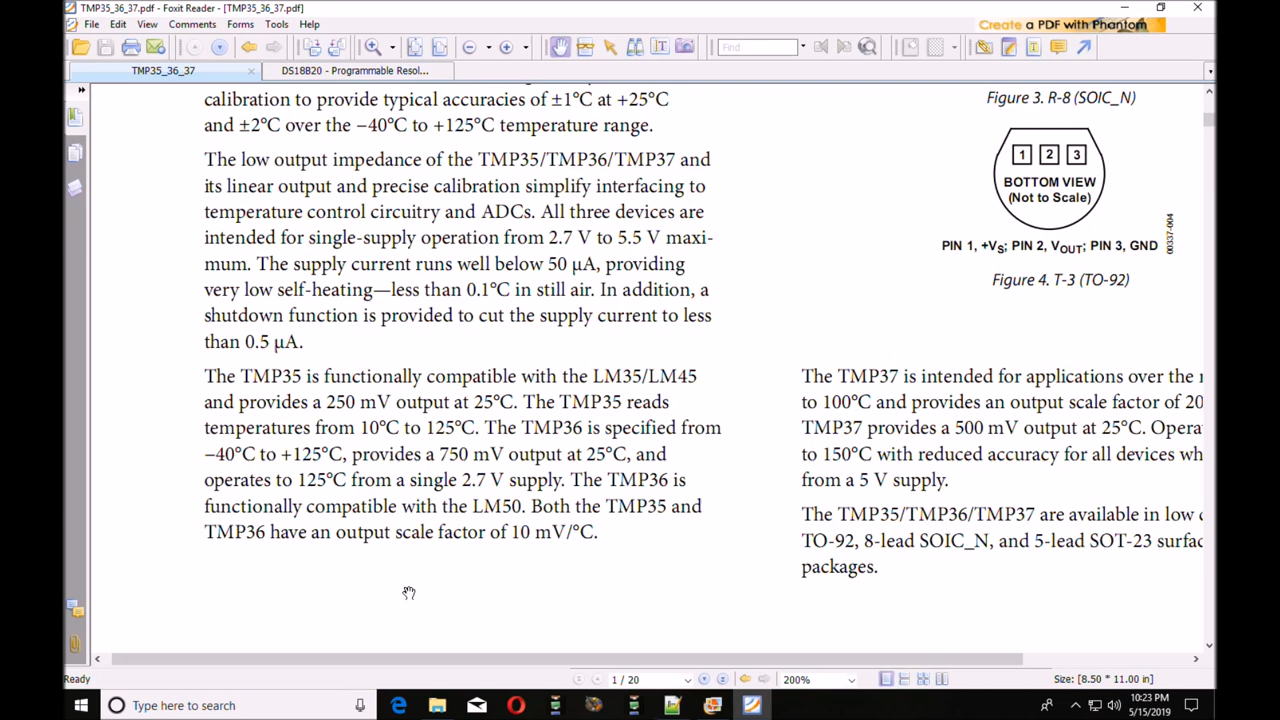 TMP35_36_37.pdf - Foxit Reader - [TMP35_36_37.pdf]
File Edit View Comments Forms Tools Help
Create a PDF with Phantom
Find
TMP35_36_37
DS18B20 - Programmable Resol...
calibration to provide typical accuracies of ±1°C at +25°C
and ±2°C over the −40°C to +125°C temperature range.
The low output impedance of the TMP35/TMP36/TMP37 and
its linear output and precise calibration simplify interfacing to
temperature control circuitry and ADCs. All three devices are
intended for single-supply operation from 2.7 V to 5.5 V maxi-
mum. The supply current runs well below 50 μA, providing
very low self-heating—less than 0.1°C in still air. In addition, a
shutdown function is provided to cut the supply current to less
than 0.5 μA.
The TMP35 is functionally compatible with the LM35/LM45
and provides a 250 mV output at 25°C. The TMP35 reads
temperatures from 10°C to 125°C. The TMP36 is specified from
−40°C to +125°C, provides a 750 mV output at 25°C, and
operates to 125°C from a single 2.7 V supply. The TMP36 is
functionally compatible with the LM50. Both the TMP35 and
TMP36 have an output scale factor of 10 mV/°C.
Figure 3. R-8 (SOIC_N)
1 2 3
BOTTOM VIEW
(Not to Scale)
00337-004
PIN 1, +VS; PIN 2, VOUT; PIN 3, GND
Figure 4. T-3 (TO-92)
The TMP37 is intended for applications over the
to 100°C and provides an output scale factor of 20
TMP37 provides a 500 mV output at 25°C. Opera
to 150°C with reduced accuracy for all devices wh
from a 5 V supply.
The TMP35/TMP36/TMP37 are available in low
TO-92, 8-lead SOIC_N, and 5-lead SOT-23 surfac
packages.
Ready
1 / 20
200%
Size: [8.50 * 11.00 in]
Type here to search
10:23 PM
5/15/2019